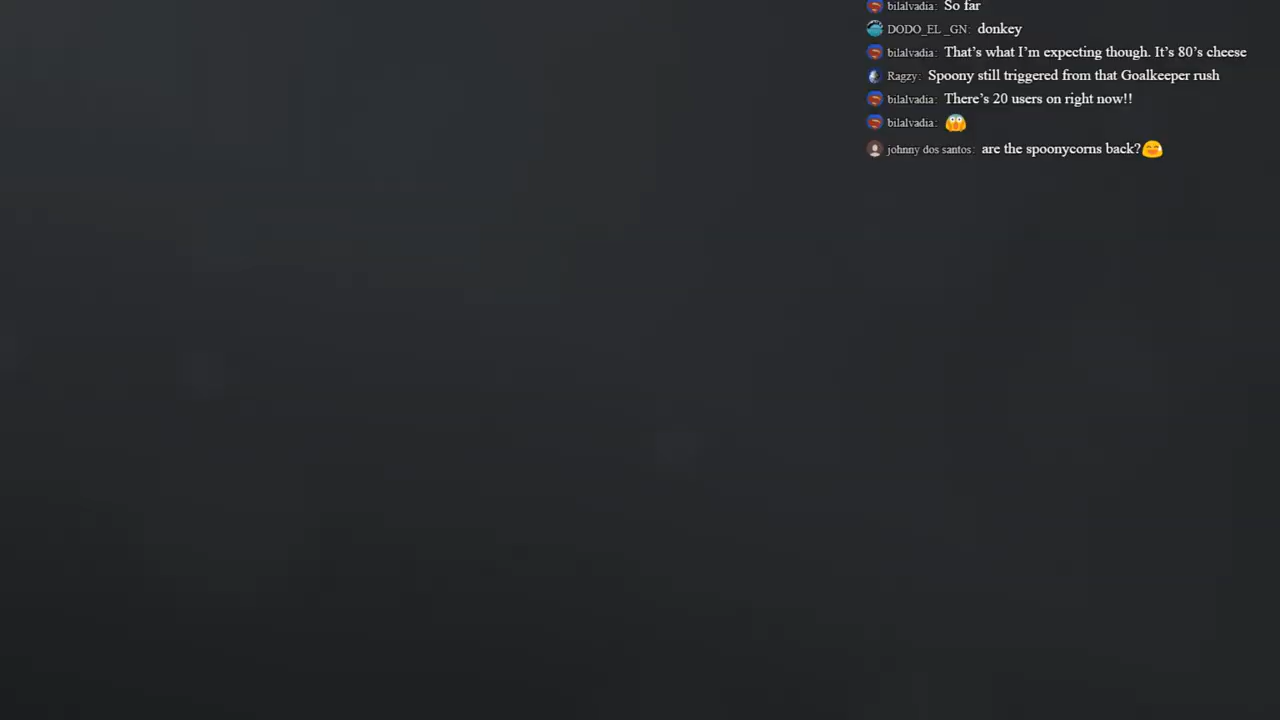 bilalvadia: So far
DODO_EL _GN: donkey
bilalvadia: That's what I'm expecting though. It's 80's cheese
Ragzy: Spoony still triggered from that Goalkeeper rush
bilalvadia: There's 20 users on right now!!
bilalvadia: 😱
johnny dos santos: are the spoonycorns back?😄